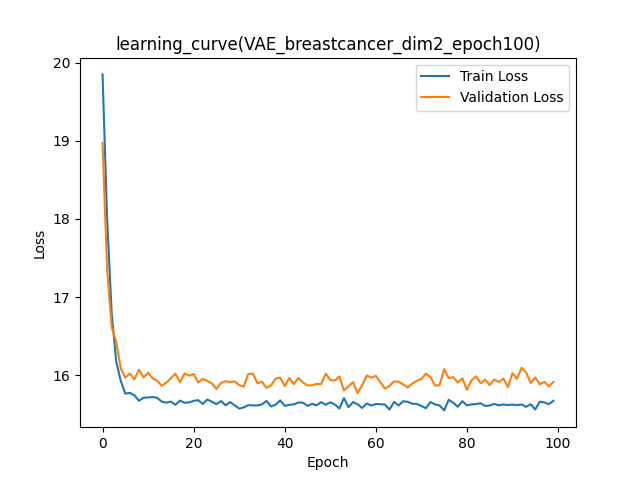 learning_curve(VAE_breastcancer_dim2_epoch100)
Train Loss
Validation Loss
20
19
18
17
16
Loss
0
20
40
60
80
100
Epoch